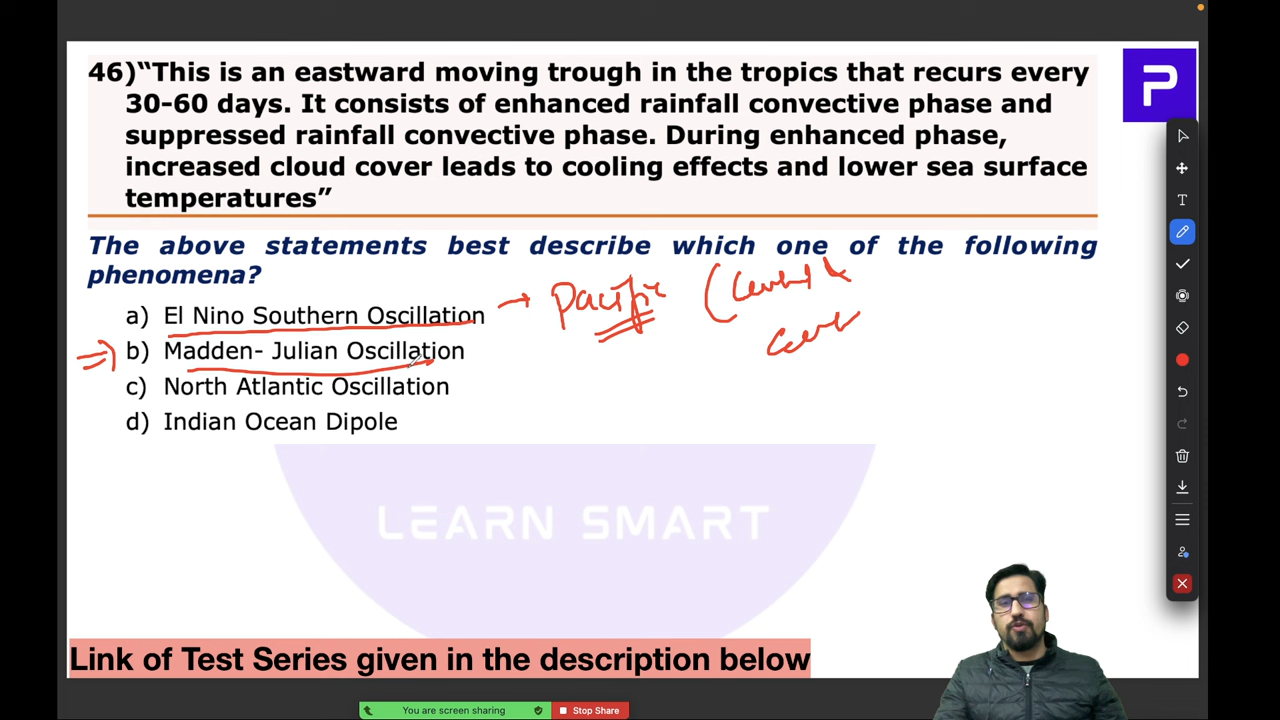 46)“This is an eastward moving trough in the tropics that recurs every
30-60 days. It consists of enhanced rainfall convective phase and
suppressed rainfall convective phase. During enhanced phase,
increased cloud cover leads to cooling effects and lower sea surface
temperatures”
P
The above statements best describe which one of the following
phenomena?
a) El Nino Southern Oscillation
Pacific
b) Madden- Julian Oscillation
c) North Atlantic Oscillation
d) Indian Ocean Dipole
LEARN SMART
Link of Test Series given in the description below
You are screen sharing
Stop Share